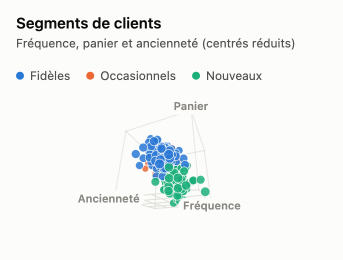 Segments de clients
Fréquence, panier et ancienneté (centrés réduits)
Fidèles Occasionnels Nouveaux
Panier
Ancienneté
Fréquence